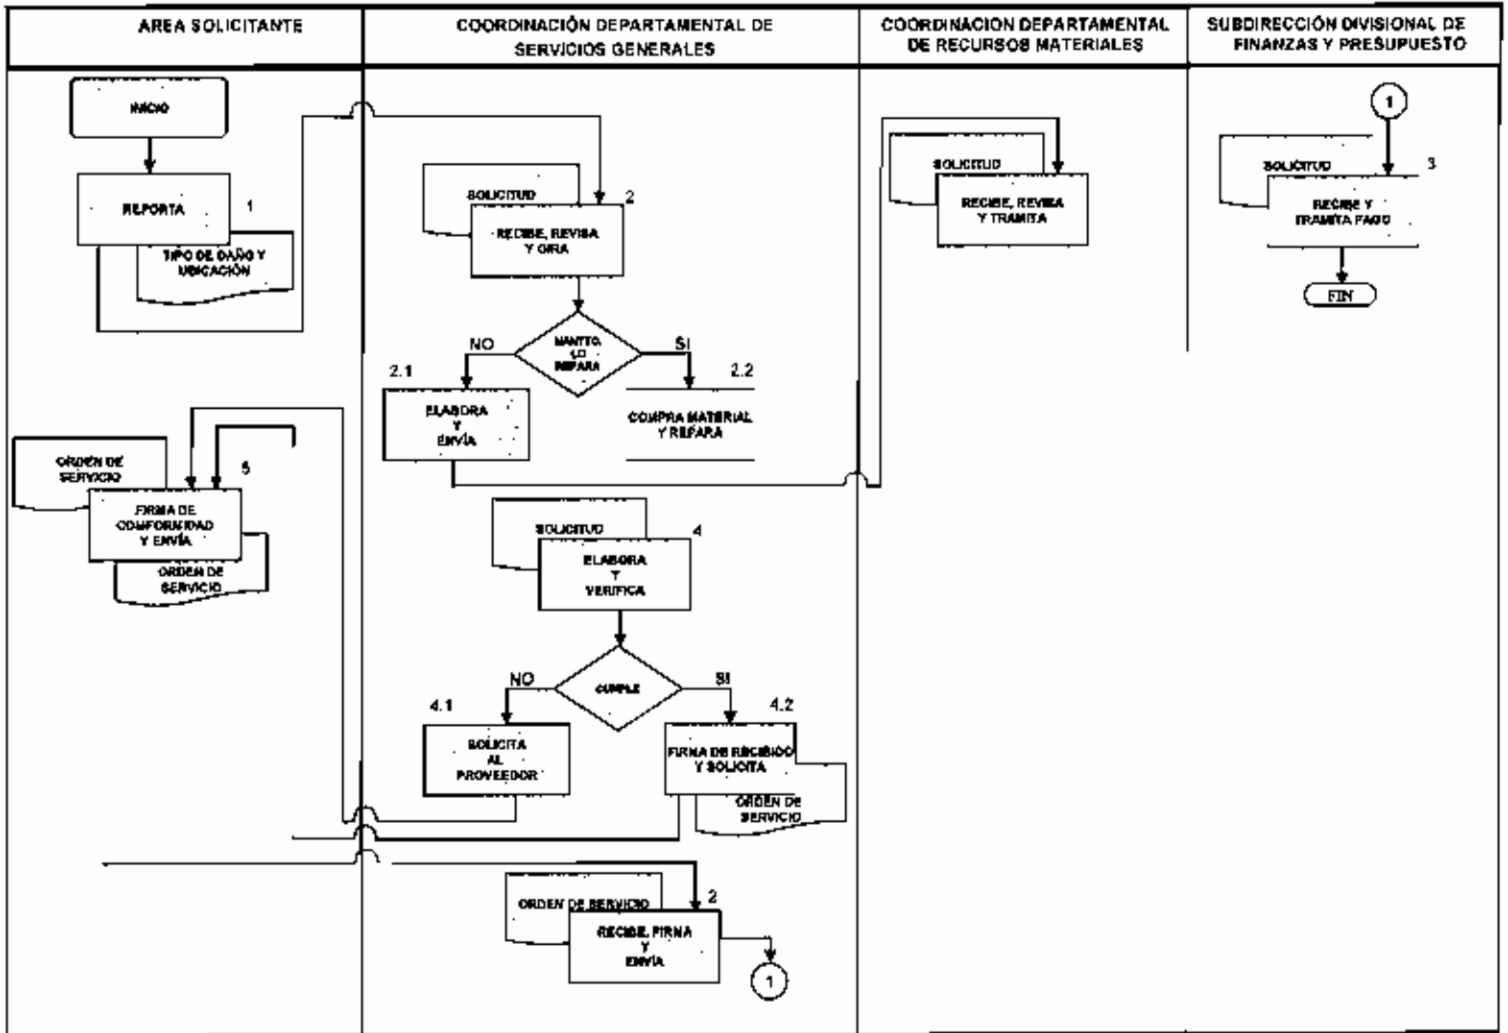 AREA SOLICITANTE
COORDINACIÓN DEPARTAMENTAL DE
SERVICIOS GENERALES
COORDINACION DEPARTAMENTAL
DE RECURSOS MATERIALES
SUBDIRECCIÓN DIVISIONAL DE
FINANZAS Y PRESUPUESTO
INICIO
REPORTA
1
TIPO DE DAÑO Y
UBICACIÓN
ORDEN DE
SERVICIO
5
FIRMA DE
COMFORMIDAD
Y ENVÍA
ORDEN DE
SERVICIO
SOLICITUD
2
RECIBE, REVISA
Y GIRA
MANTTO.
LO
REPARA
NO
SI
2.1
ELABORA
Y
ENVÍA
2.2
COMPRA MATERIAL
Y REPARA
SOLICITUD
4
ELABORA
Y
VERIFICA
CUMPLE
NO
SI
4.1
SOLICITA
AL
PROVEEDOR
4.2
FIRMA DE RECIBIDO
Y SOLICITA
ORDEN DE
SERVICIO
ORDEN DE SERVICIO
2
RECIBE, FIRMA
Y
ENVÍA
1
SOLICITUD
RECIBE, REVISA
Y TRAMITA
1
SOLICITUD
3
RECIBE Y
TRAMITA PAGO
FIN